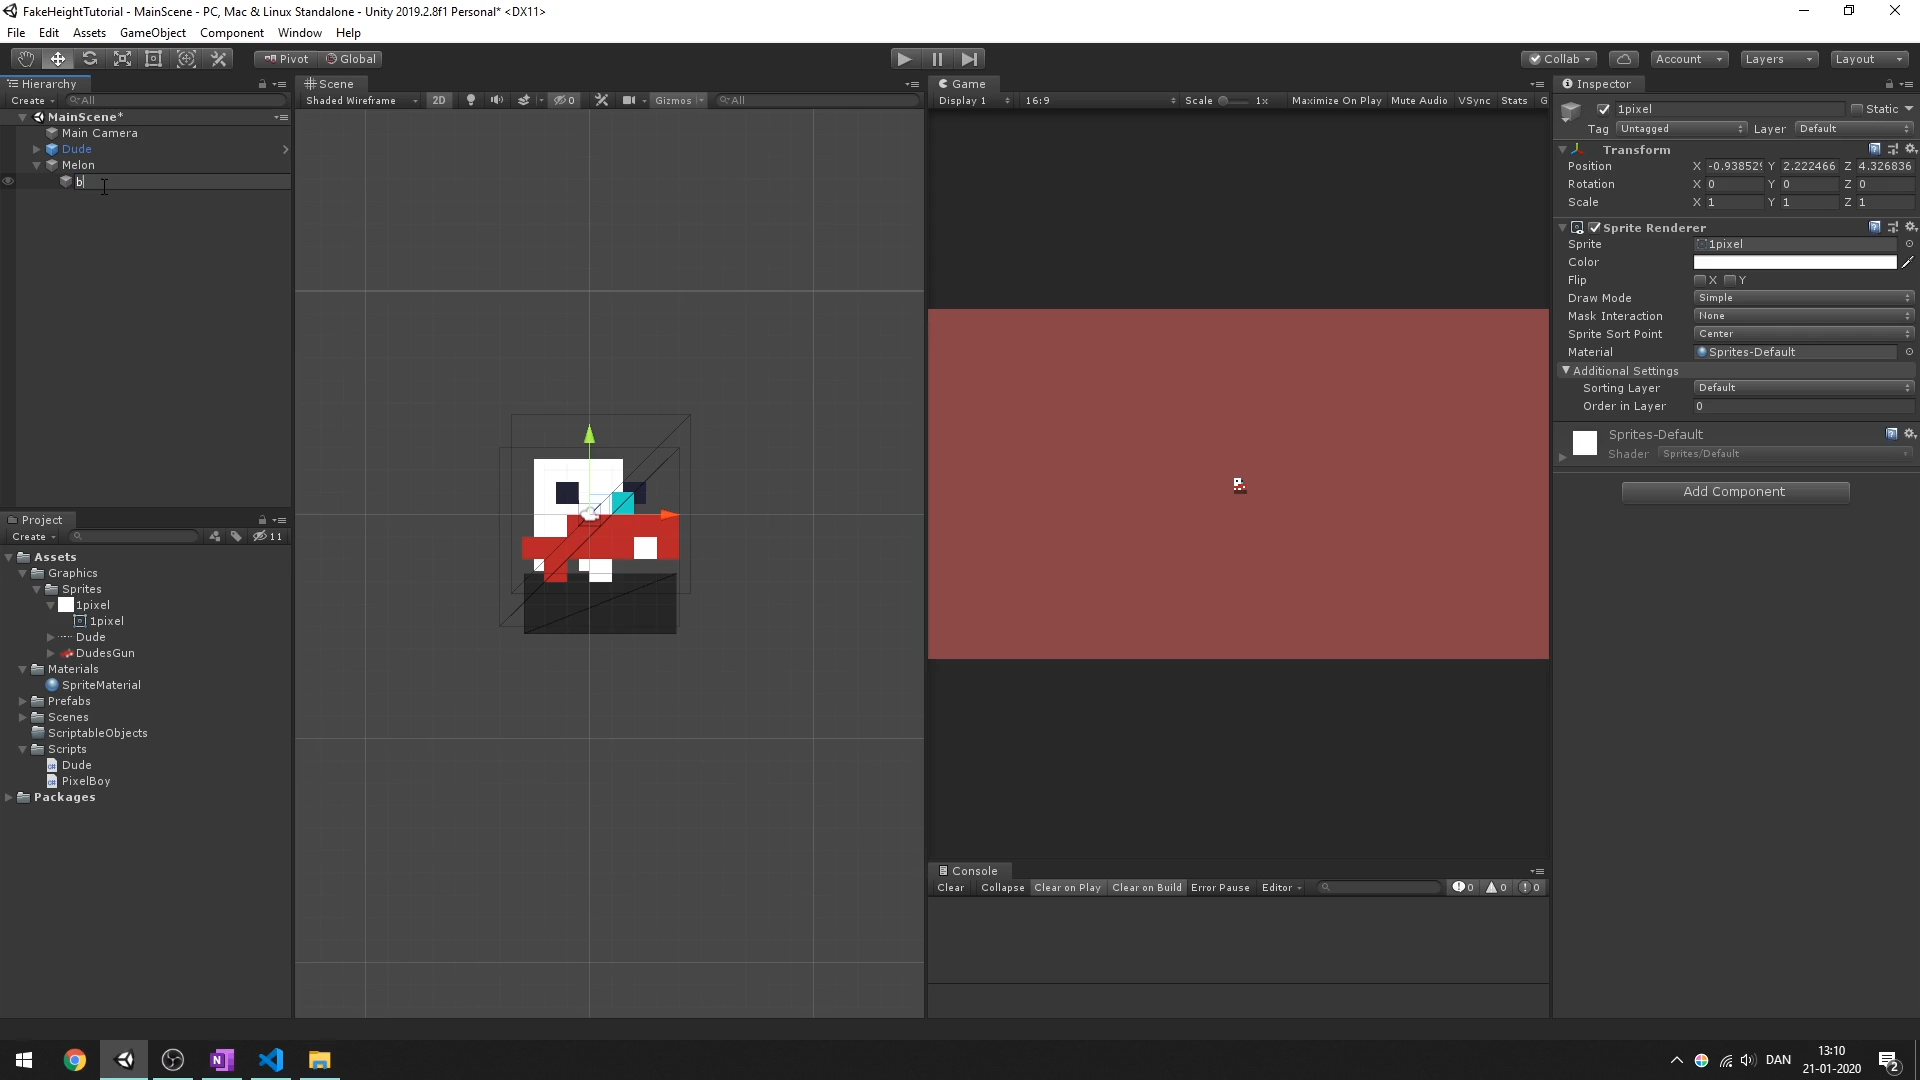 FakeHeightTutorial - MainScene - PC, Mac & Linux Standalone - Unity 2019.2.8f1 Personal* <DX11>
File Edit Assets GameObject Component Window Help
Pivot Global Collab Account Layers Layout
Hierarchy
Create All
MainScene*
Main Camera
Dude
Melon
b
Scene
Shaded Wireframe 2D 0 Gizmos All
Game
Display 1 16:9 Scale 1x Maximize On Play Mute Audio VSync Stats G
Inspector
1pixel Static
Tag Untagged Layer Default
Transform
Position X -0.938529 Y 2.222466 Z 4.326836
Rotation X 0 Y 0 Z 0
Scale X 1 Y 1 Z 1
Sprite Renderer
Sprite 1pixel
Color
Flip X Y
Draw Mode Simple
Mask Interaction None
Sprite Sort Point Center
Material Sprites-Default
Additional Settings
Sorting Layer Default
Order in Layer 0
Sprites-Default
Shader Sprites/Default
Add Component
Project
Create 11
Assets
Graphics
Sprites
1pixel
1pixel
Dude
DudesGun
Materials
SpriteMaterial
Prefabs
Scenes
ScriptableObjects
Scripts
Dude
PixelBoy
Packages
Console
Clear Collapse Clear on Play Clear on Build Error Pause Editor 0 0 0
DAN
13:10
21-01-2020
2